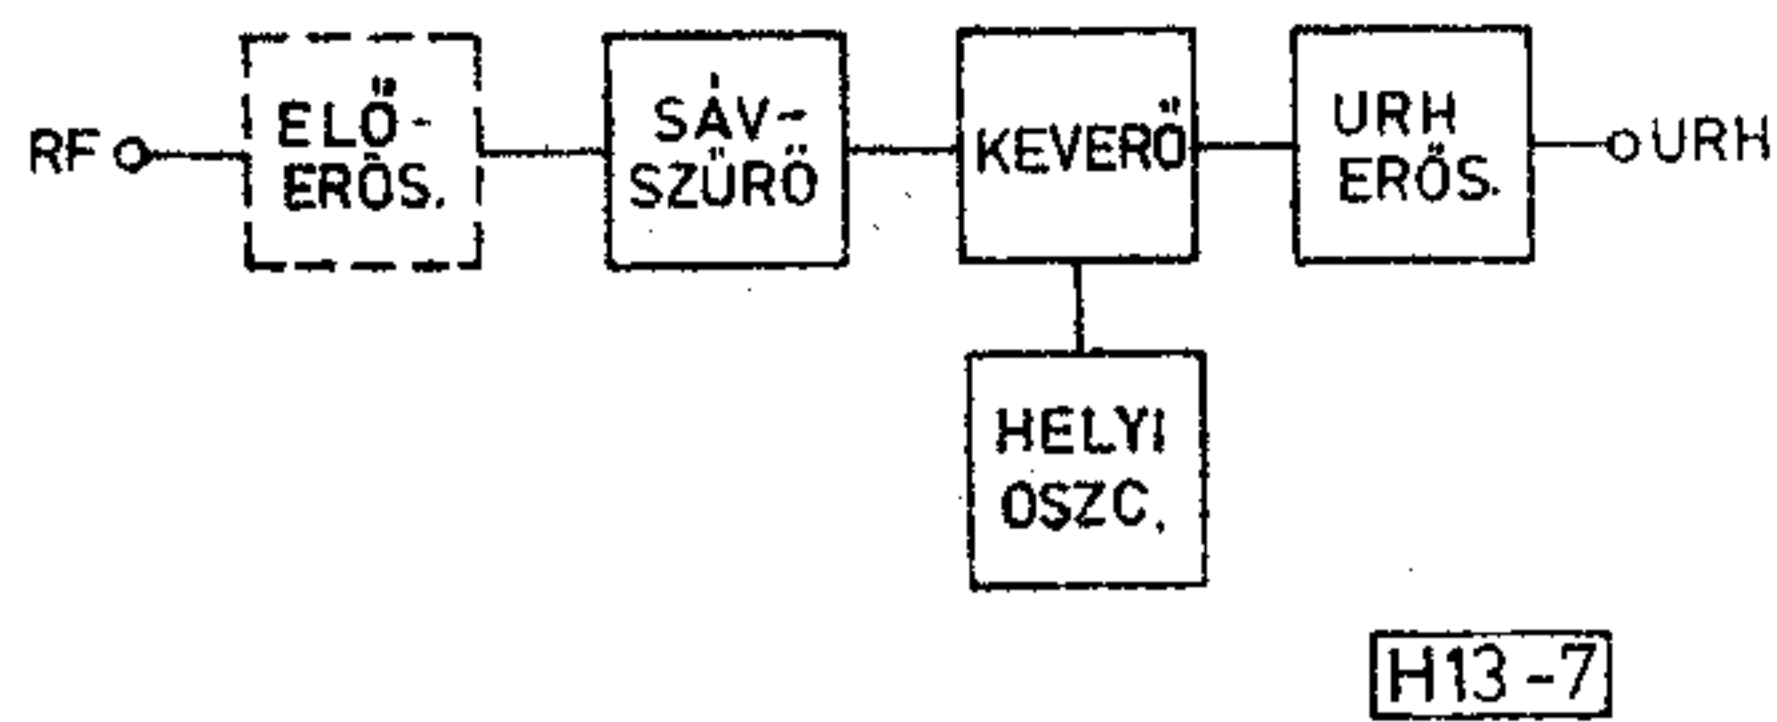 RF
ELŐ-
ERŐS.
SÁV-
SZŰRŐ
KEVERŐ
URH
ERŐS.
URH
HELYI
OSZC.
H13-7